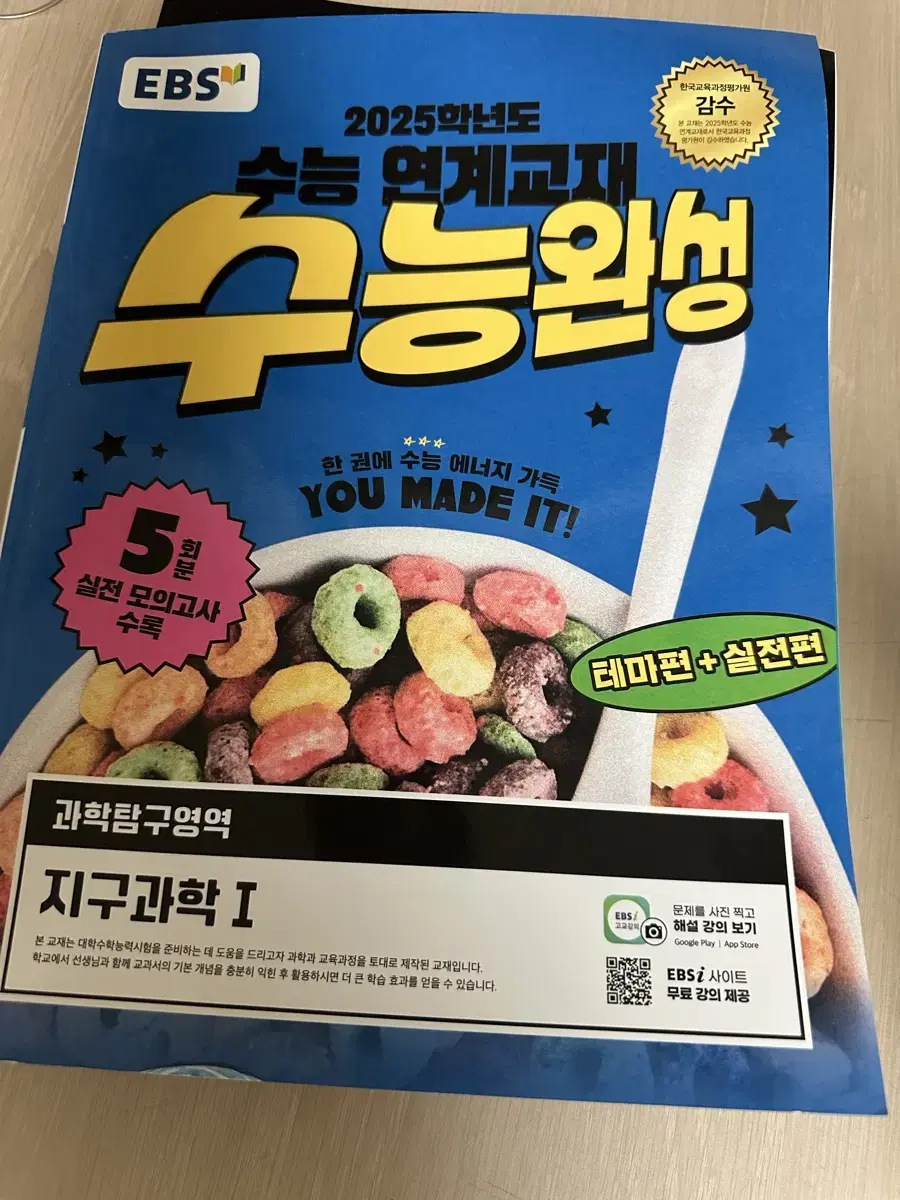 EBS
한국교육과정평가원
감수
본 교재는 2025학년도 수능
연계교재로서 한국교육과정
평가원이 감수하였습니다.
2025학년도
수능 연계교재
수능완성
한 권에 수능 에너지 가득
YOU MADE IT!
5회분
실전 모의고사
수록
테마편 + 실전편
과학탐구영역
지구과학 I
본 교재는 대학수학능력시험을 준비하는 데 도움을 드리고자 과학과 교육과정을 토대로 제작된 교재입니다.
학교에서 선생님과 함께 교과서의 기본 개념을 충분히 익힌 후 활용하시면 더 큰 학습 효과를 얻을 수 있습니다.
EBSi
고교강의
문제를 사진 찍고
해설 강의 보기
Google Play | App Store
EBSi 사이트
무료 강의 제공